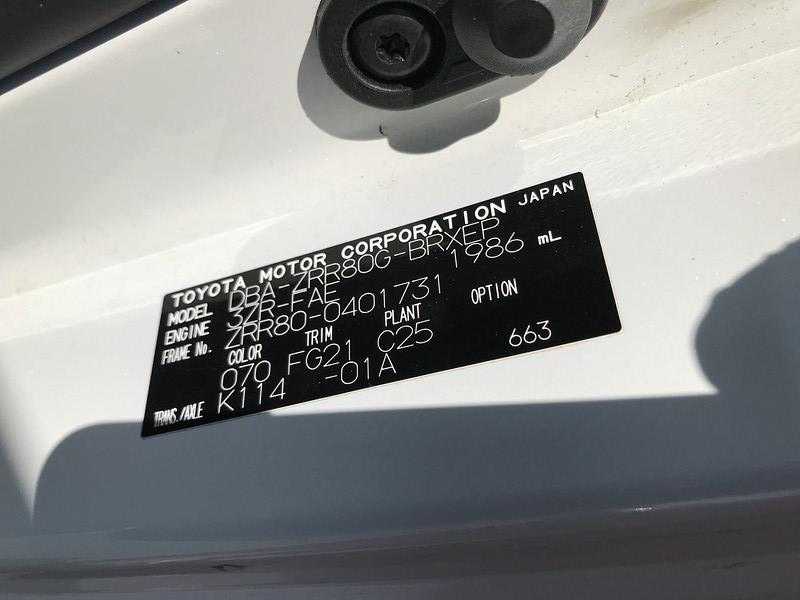 TOYOTA MOTOR CORPORATION JAPAN
MODEL DBA-ZRR80G-BRXEP
ENGINE 3ZR-FAE 1986 mL
FRAME No. ZRR80-0401731
COLOR TRIM PLANT OPTION
070 FG21 C25 663
TRANS./AXLE K114 -01A